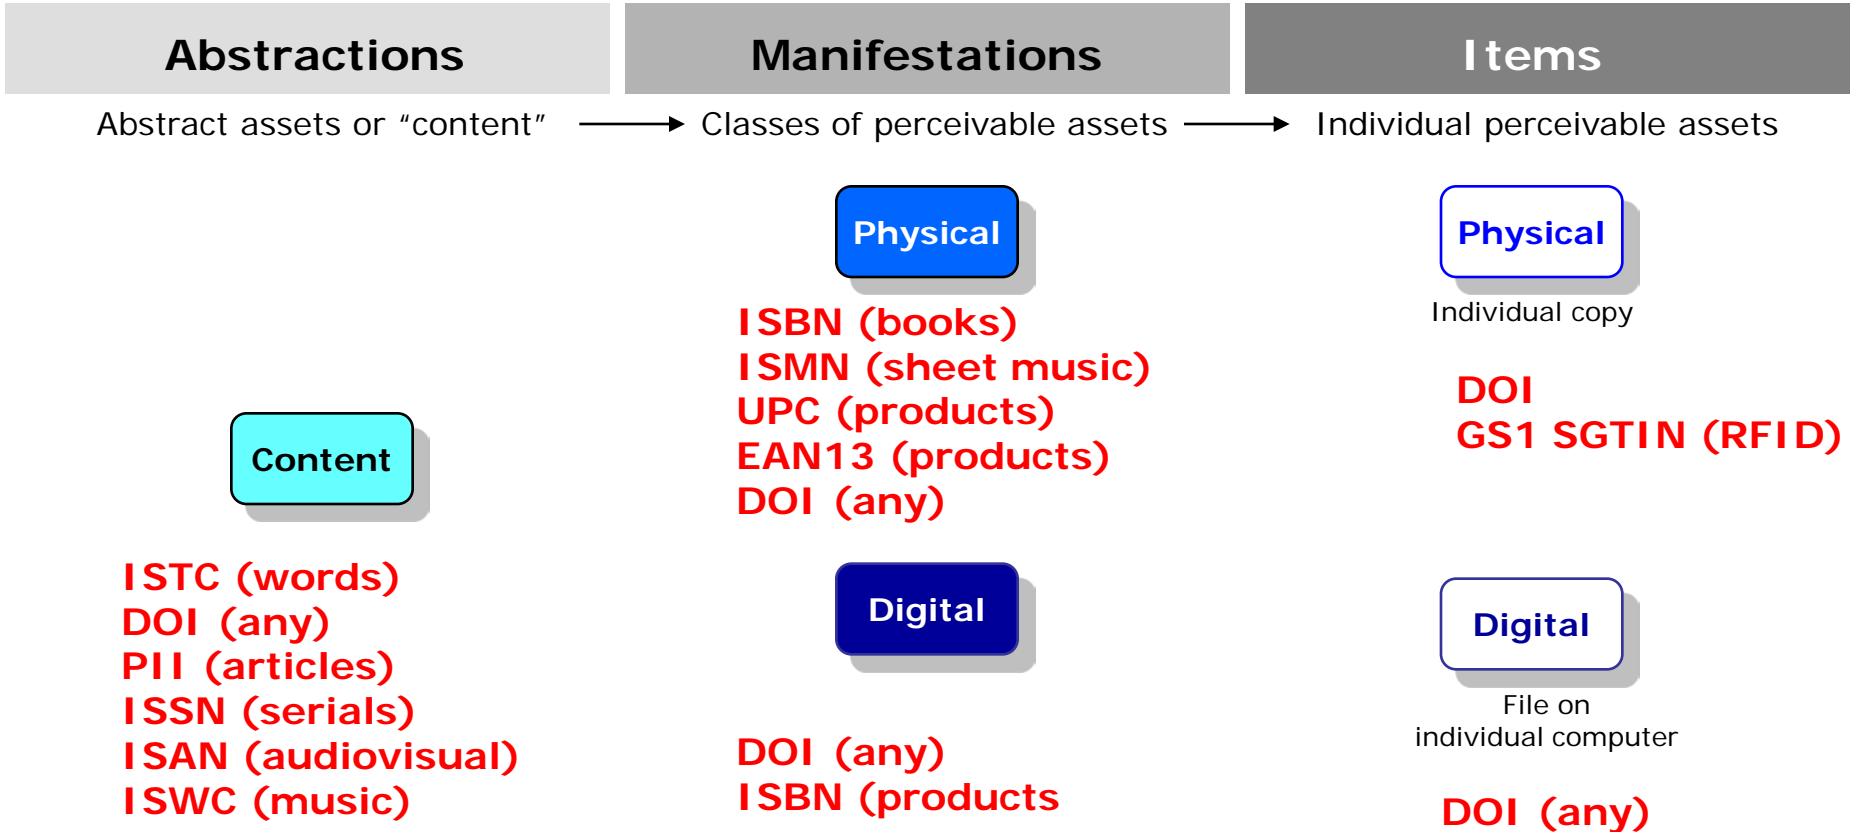 Abstractions
Manifestations
Items
Abstract assets or “content”
Classes of perceivable assets
Individual perceivable assets
Content
ISTC (words)
DOI (any)
PII (articles)
ISSN (serials)
ISAN (audiovisual)
ISWC (music)
Physical
ISBN (books)
ISMN (sheet music)
UPC (products)
EAN13 (products)
DOI (any)
Digital
DOI (any)
ISBN (products
Physical
Individual copy
DOI
GS1 SGTIN (RFID)
Digital
File on
individual computer
DOI (any)